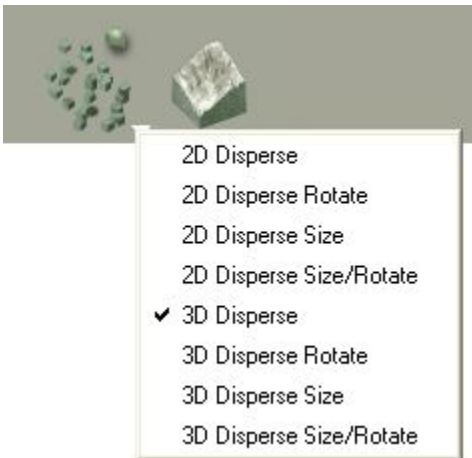 2D Disperse
2D Disperse Rotate
2D Disperse Size
2D Disperse Size/Rotate
3D Disperse
3D Disperse Rotate
3D Disperse Size
3D Disperse Size/Rotate